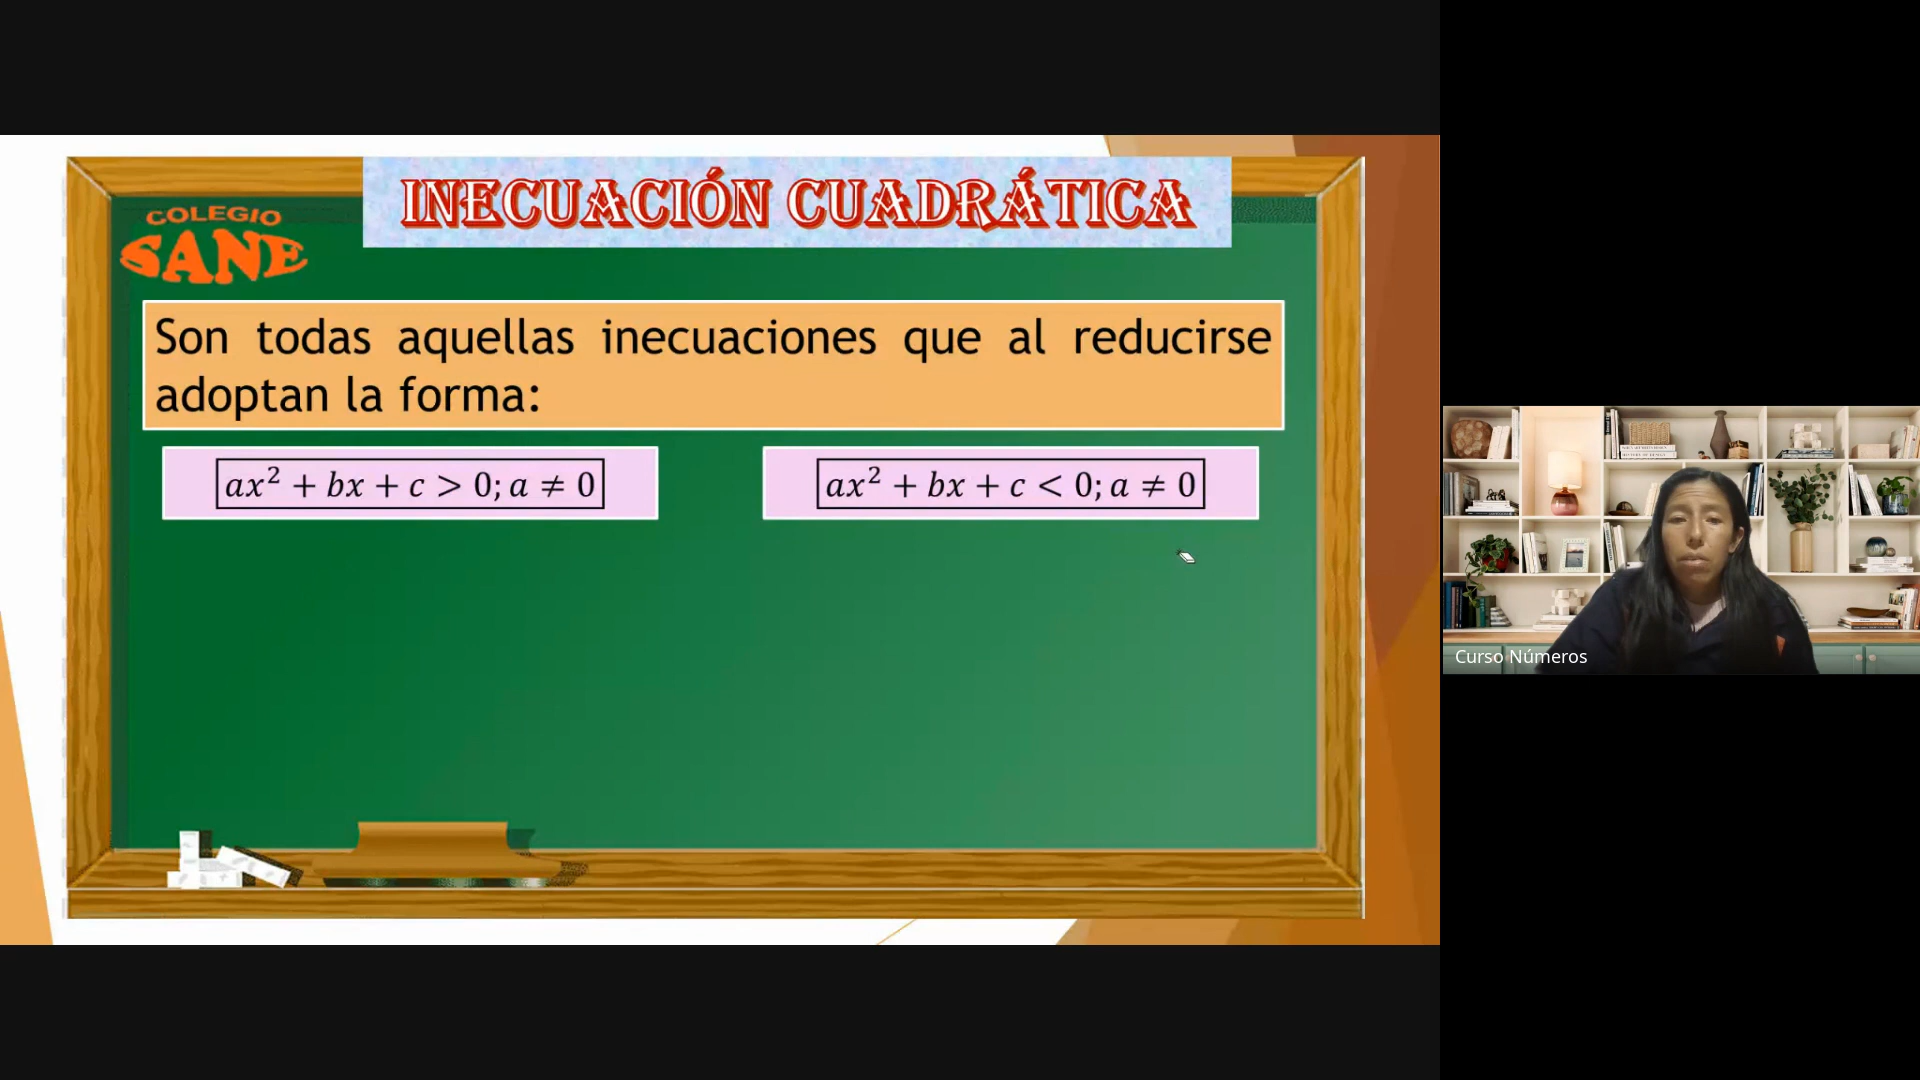 INECUACIÓN CUADRÁTICA
COLEGIO
SANE
Son todas aquellas inecuaciones que al reducirse
adoptan la forma:
ax² + bx + c > 0; a ≠ 0
ax² + bx + c < 0; a ≠ 0
Curso Números